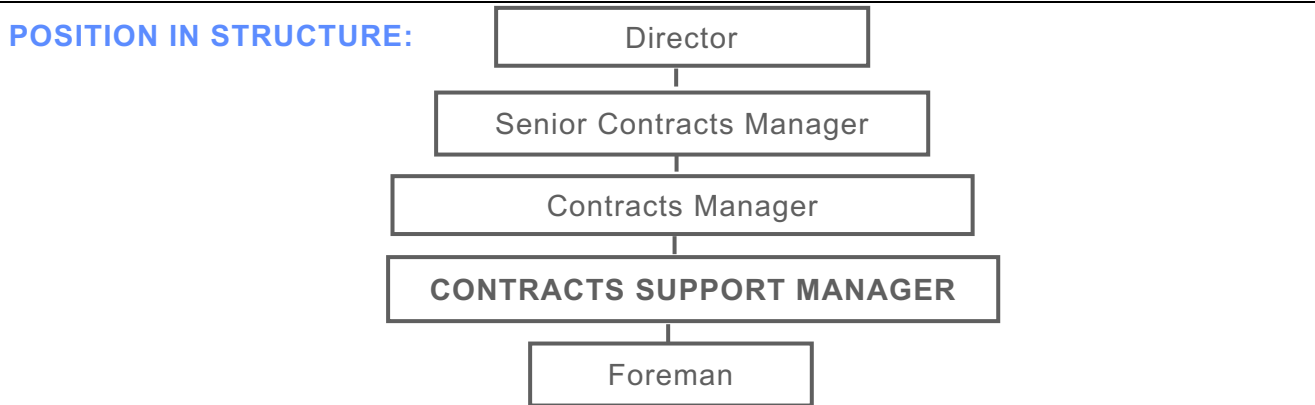 POSITION IN STRUCTURE:
Director
Senior Contracts Manager
Contracts Manager
CONTRACTS SUPPORT MANAGER
Foreman